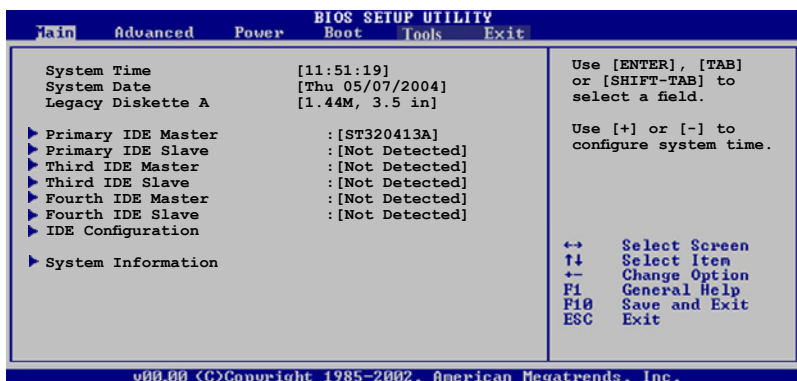 BIOS SETUP UTILITY
Main Advanced Power Boot Tools Exit
System Time [11:51:19]
System Date [Thu 05/07/2004]
Legacy Diskette A [1.44M, 3.5 in]
Primary IDE Master :[ST320413A]
Primary IDE Slave :[Not Detected]
Third IDE Master :[Not Detected]
Third IDE Slave :[Not Detected]
Fourth IDE Master :[Not Detected]
Fourth IDE Slave :[Not Detected]
IDE Configuration
System Information
Use [ENTER], [TAB]
or [SHIFT-TAB] to
select a field.
Use [+] or [-] to
configure system time.
↔ Select Screen
↑↓ Select Item
+- Change Option
F1 General Help
F10 Save and Exit
ESC Exit
v00.00 (C)Copyright 1985-2002, American Megatrends, Inc.